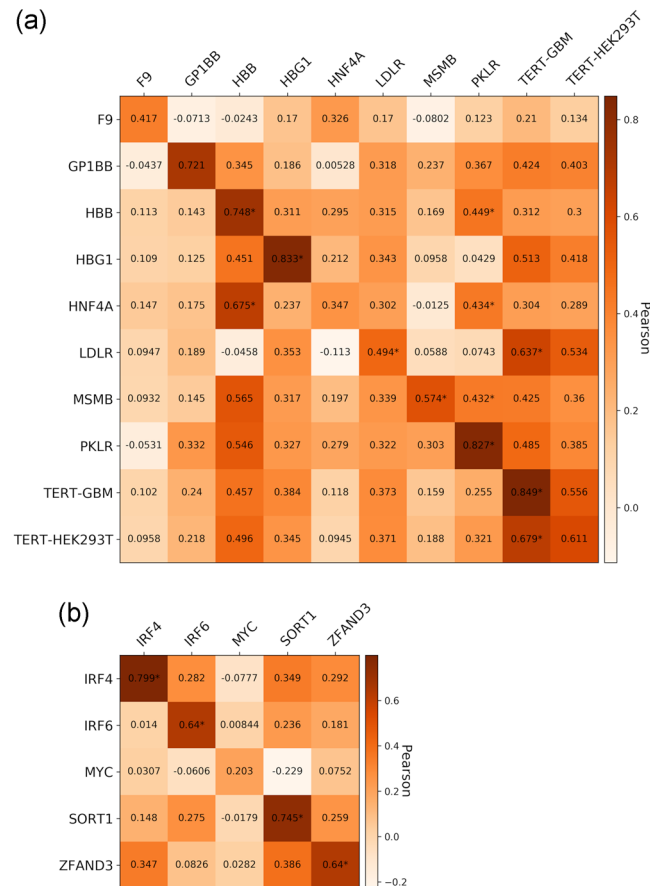 (a)
F9 GP1BB HBB HBG1 HNF4A LDLR MSMB PKLR TERT-GBM TERT-HEK293T
F9 0.417 -0.0713 -0.0243 0.17 0.326 0.17 -0.0802 0.123 0.21 0.134
GP1BB -0.0437 0.721 0.345 0.186 0.00528 0.318 0.237 0.367 0.424 0.403
HBB 0.113 0.143 0.748* 0.311 0.295 0.315 0.169 0.449* 0.312 0.3
HBG1 0.109 0.125 0.451 0.833* 0.212 0.343 0.0958 0.0429 0.513 0.418
HNF4A 0.147 0.175 0.675* 0.237 0.347 0.302 -0.0125 0.434* 0.304 0.289
LDLR 0.0947 0.189 -0.0458 0.353 -0.113 0.494* 0.0588 0.0743 0.637* 0.534
MSMB 0.0932 0.145 0.565 0.317 0.197 0.339 0.574* 0.432* 0.425 0.36
PKLR -0.0531 0.332 0.546 0.327 0.279 0.322 0.303 0.827* 0.485 0.385
TERT-GBM 0.102 0.24 0.457 0.384 0.118 0.373 0.159 0.255 0.849* 0.556
TERT-HEK293T 0.0958 0.218 0.496 0.345 0.0945 0.371 0.188 0.321 0.679* 0.611
0.8
0.6
0.4
0.2
0.0
Pearson
(b)
IRF4 IRF6 MYC SORT1 ZFAND3
IRF4 0.799* 0.282 -0.0777 0.349 0.292
IRF6 0.014 0.64* 0.00844 0.236 0.181
MYC 0.0307 -0.0606 0.203 -0.229 0.0752
SORT1 0.148 0.275 -0.0179 0.745* 0.259
ZFAND3 0.347 0.0826 0.0282 0.386 0.64*
0.6
0.4
0.2
0.0
−0.2
Pearson